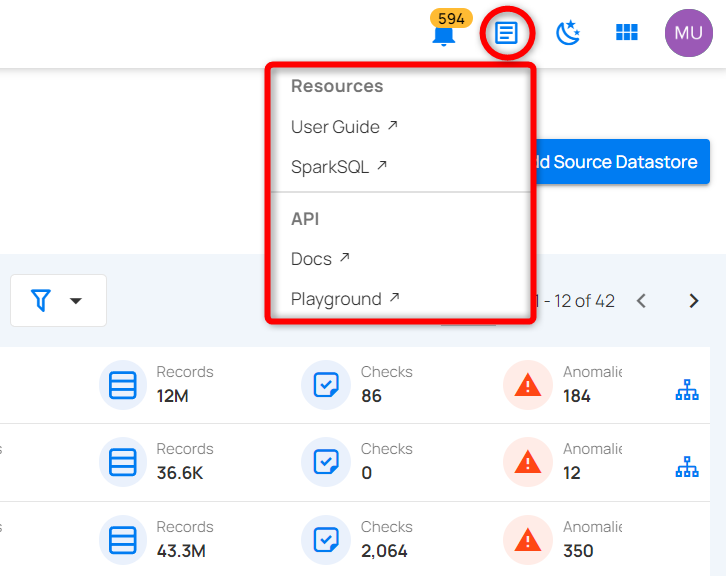 594
MU
Resources
User Guide
SparkSQL
dd Source Datastore
API
Docs
Playground
1 - 12 of 42
Records
12M
Checks
86
Anomalie
184
s
Records
36.6K
Checks
0
Anomalie
12
s
Records
43.3M
Checks
2,064
Anomalie
350